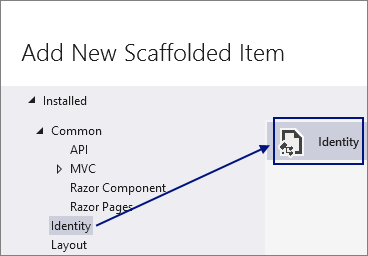 Add New Scaffolded Item
Installed
Common
API
MVC
Razor Component
Razor Pages
Identity
Layout
Identity